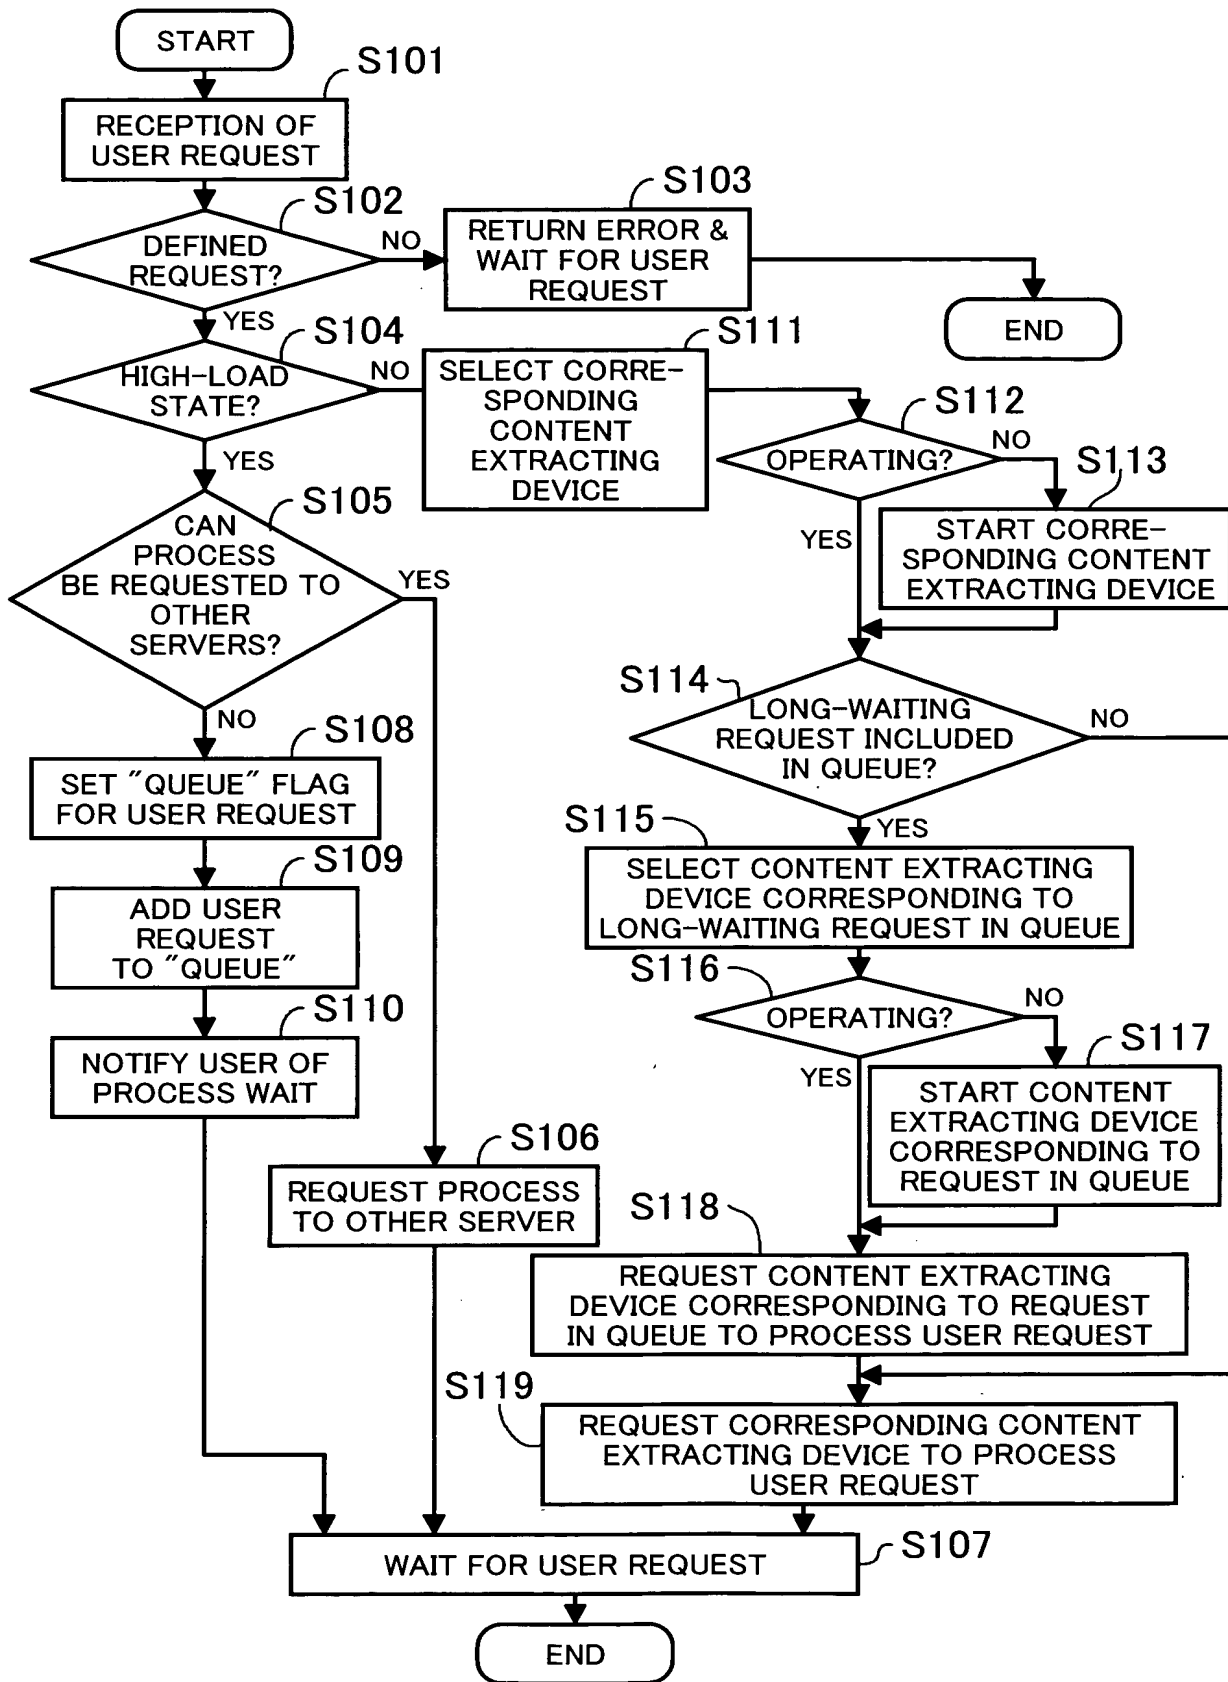 START
S101
RECEPTION OF
USER REQUEST
S102
DEFINED
REQUEST?
NO
YES
S103
RETURN ERROR &
WAIT FOR USER
REQUEST
END
S104
HIGH-LOAD
STATE?
NO
YES
S111
SELECT CORRE-
SPONDING
CONTENT
EXTRACTING
DEVICE
S112
OPERATING?
NO
YES
S113
START CORRE-
SPONDING CONTENT
EXTRACTING DEVICE
S105
CAN
PROCESS
BE REQUESTED TO
OTHER
SERVERS?
YES
NO
S114
LONG-WAITING
REQUEST INCLUDED
IN QUEUE?
NO
YES
S108
SET "QUEUE" FLAG
FOR USER REQUEST
S115
SELECT CONTENT EXTRACTING
DEVICE CORRESPONDING TO
LONG-WAITING REQUEST IN QUEUE
S109
ADD USER
REQUEST
TO "QUEUE"
S116
OPERATING?
NO
YES
S110
NOTIFY USER OF
PROCESS WAIT
S117
START CONTENT
EXTRACTING DEVICE
CORRESPONDING TO
REQUEST IN QUEUE
S106
REQUEST PROCESS
TO OTHER SERVER
S118
REQUEST CONTENT EXTRACTING
DEVICE CORRESPONDING TO REQUEST
IN QUEUE TO PROCESS USER REQUEST
S119
REQUEST CORRESPONDING CONTENT
EXTRACTING DEVICE TO PROCESS
USER REQUEST
S107
WAIT FOR USER REQUEST
END